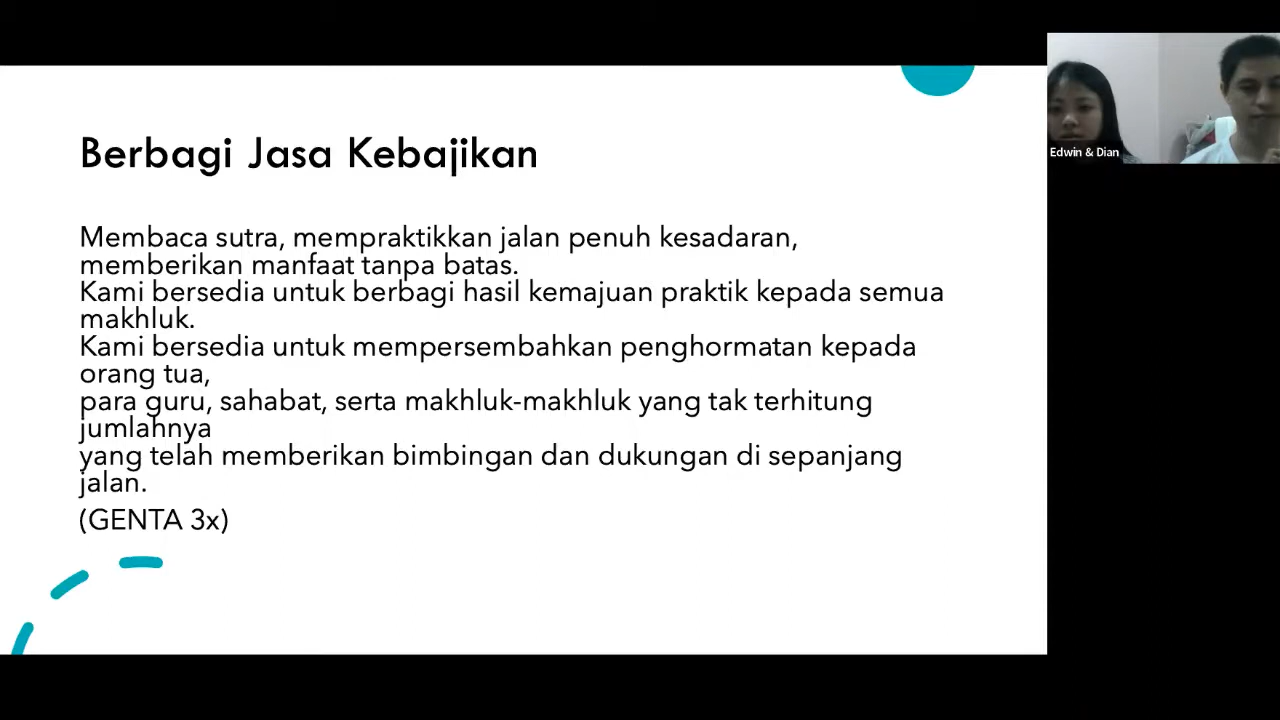 Berbagi Jasa Kebajikan
Membaca sutra, mempraktikkan jalan penuh kesadaran,
memberikan manfaat tanpa batas.
Kami bersedia untuk berbagi hasil kemajuan praktik kepada semua
makhluk.
Kami bersedia untuk mempersembahkan penghormatan kepada
orang tua,
para guru, sahabat, serta makhluk-makhluk yang tak terhitung
jumlahnya
yang telah memberikan bimbingan dan dukungan di sepanjang
jalan.
(GENTA 3x)
Edwin & Dian